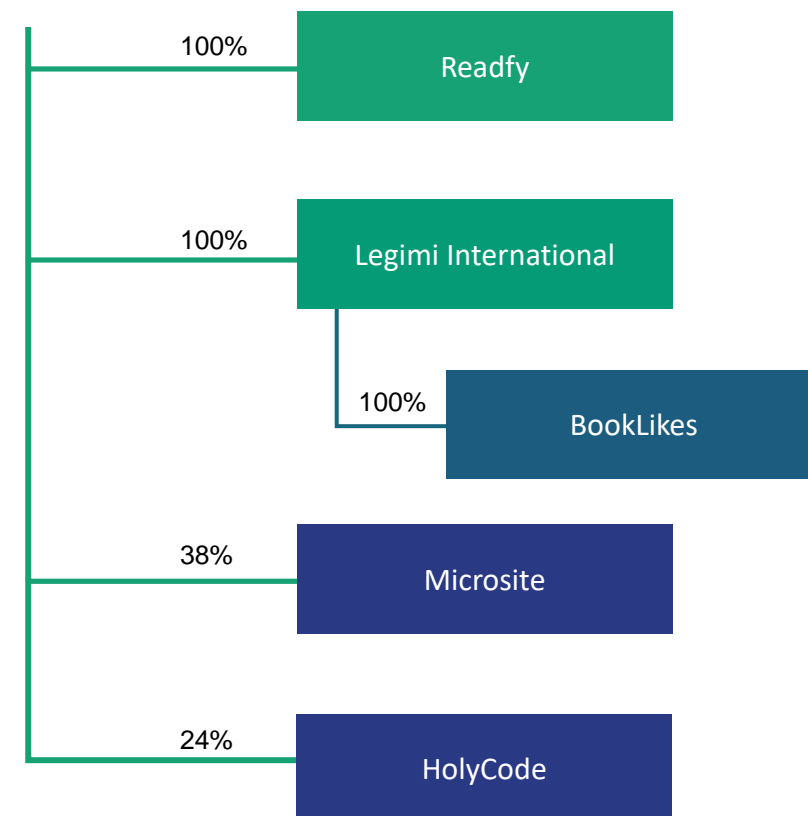 100%
Readfy
100%
Legimi International
100%
BookLikes
38%
Microsite
24%
HolyCode